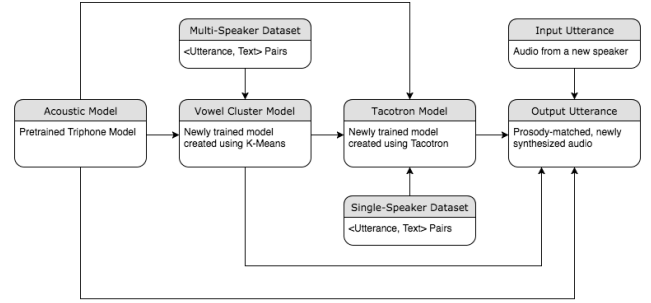 Multi-Speaker Dataset
<Utterance, Text> Pairs
Input Utterance
Audio from a new speaker
Acoustic Model
Pretrained Triphone Model
Vowel Cluster Model
Newly trained model
created using K-Means
Tacotron Model
Newly trained model
created using Tacotron
Output Utterance
Prosody-matched, newly
synthesized audio
Single-Speaker Dataset
<Utterance, Text> Pairs